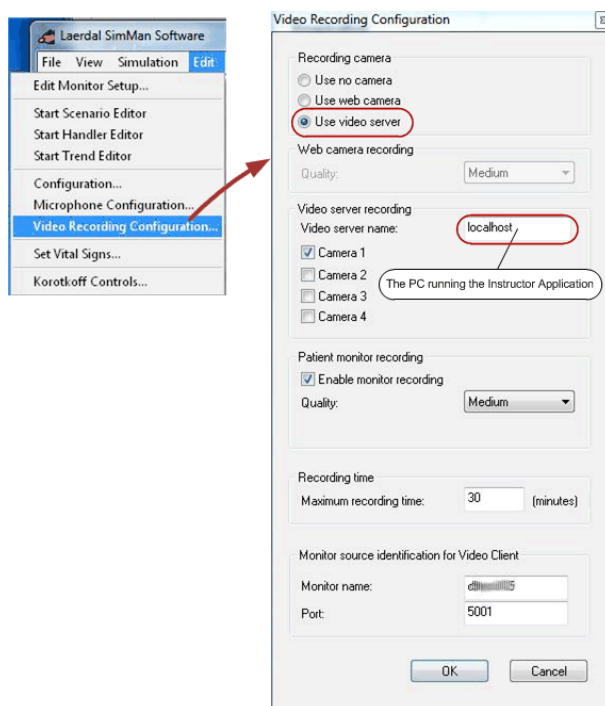 Laerdal SimMan Software
File View Simulation Edit
Edit Monitor Setup...
Start Scenario Editor
Start Handler Editor
Start Trend Editor
Configuration...
Microphone Configuration...
Video Recording Configuration...
Set Vital Signs...
Korotkoff Controls...
Video Recording Configuration
Recording camera
Use no camera
Use web camera
Use video server
Web camera recording
Quality: Medium
Video server recording
Video server name: localhost
Camera 1
Camera 2
The PC running the Instructor Application
Camera 3
Camera 4
Patient monitor recording
Enable monitor recording
Quality: Medium
Recording time
Maximum recording time: 30 (minutes)
Monitor source identification for Video Client
Monitor name:
Port: 5001
OK Cancel